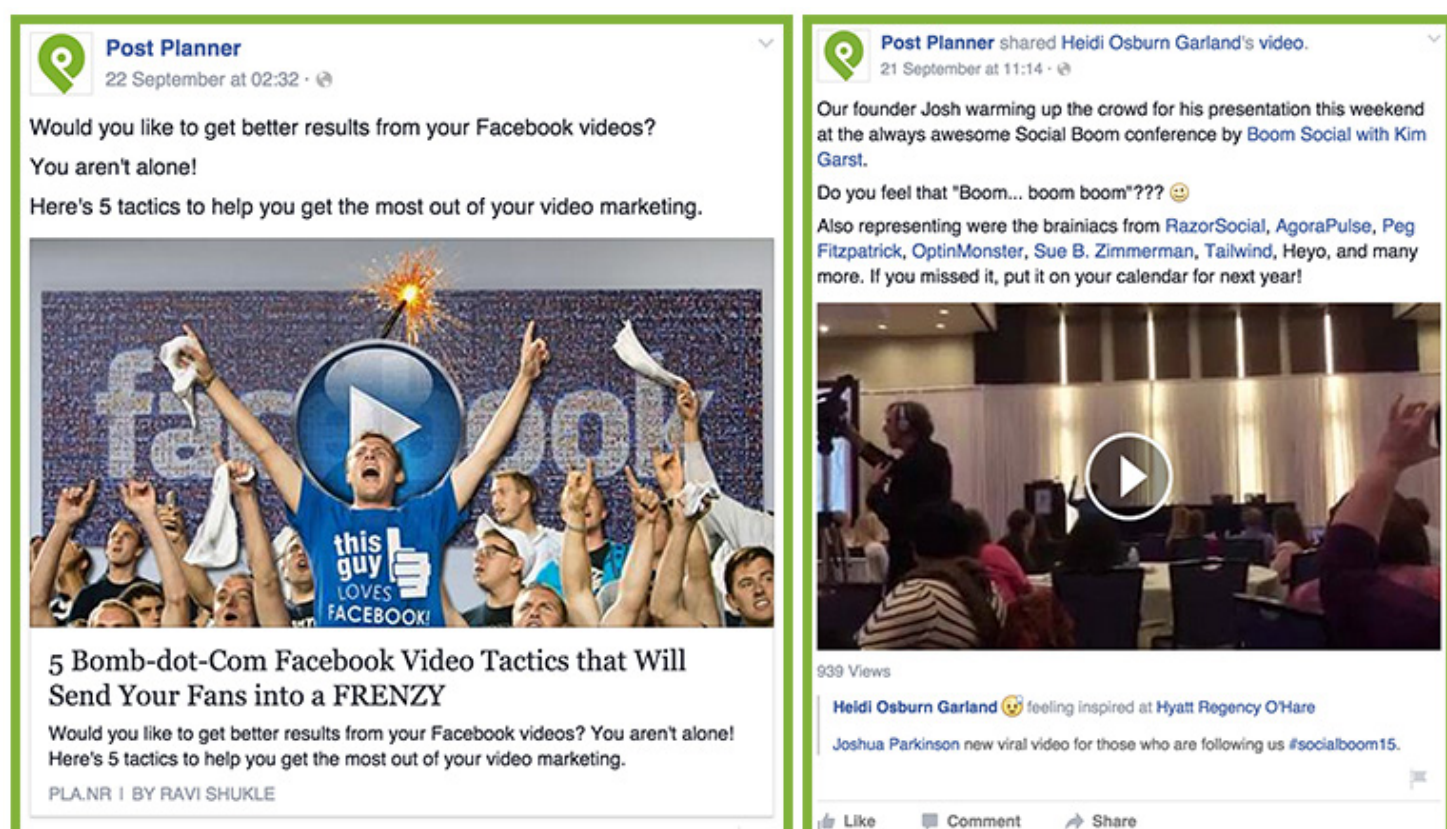 Post Planner
22 September at 02:32 ·
Would you like to get better results from your Facebook videos?
You aren't alone!
Here's 5 tactics to help you get the most out of your video marketing.
facebook
this
guy
LOVES
FACEBOOK!
5 Bomb-dot-Com Facebook Video Tactics that Will
Send Your Fans into a FRENZY
Would you like to get better results from your Facebook videos? You aren't alone!
Here's 5 tactics to help you get the most out of your video marketing.
PLA.NR | BY RAVI SHUKLE
Post Planner shared Heidi Osburn Garland's video.
21 September at 11:14 ·
Our founder Josh warming up the crowd for his presentation this weekend
at the always awesome Social Boom conference by Boom Social with Kim
Garst.
Do you feel that "Boom... boom boom"???
Also representing were the brainiacs from RazorSocial, AgoraPulse, Peg
Fitzpatrick, OptinMonster, Sue B. Zimmerman, Tailwind, Heyo, and many
more. If you missed it, put it on your calendar for next year!
939 Views
Heidi Osburn Garland feeling inspired at Hyatt Regency O'Hare
Joshua Parkinson new viral video for those who are following us #socialboom15.
Like Comment Share